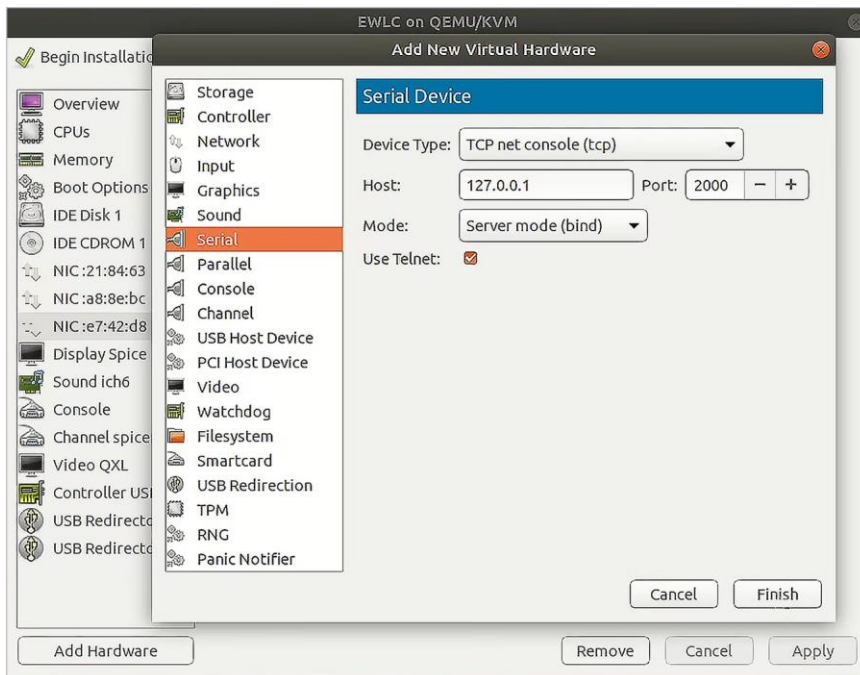 EWLC on QEMU/KVM
Add New Virtual Hardware
Begin Installatio
Overview
CPUs
Memory
Boot Options
IDE Disk 1
IDE CDROM 1
NIC :21:84:63
NIC :a8:8e:bc
NIC :e7:42:d8
Display Spice
Sound ich6
Console
Channel spice
Video QXL
Controller USB
USB Redirecto
USB Redirecto
Add Hardware
Storage
Controller
Network
Input
Graphics
Sound
Serial
Parallel
Console
Channel
USB Host Device
PCI Host Device
Video
Watchdog
Filesystem
Smartcard
USB Redirection
TPM
RNG
Panic Notifier
Serial Device
Device Type: TCP net console (tcp)
Host: 127.0.0.1 Port: 2000 − +
Mode: Server mode (bind)
Use Telnet:
Cancel Finish
Remove Cancel Apply